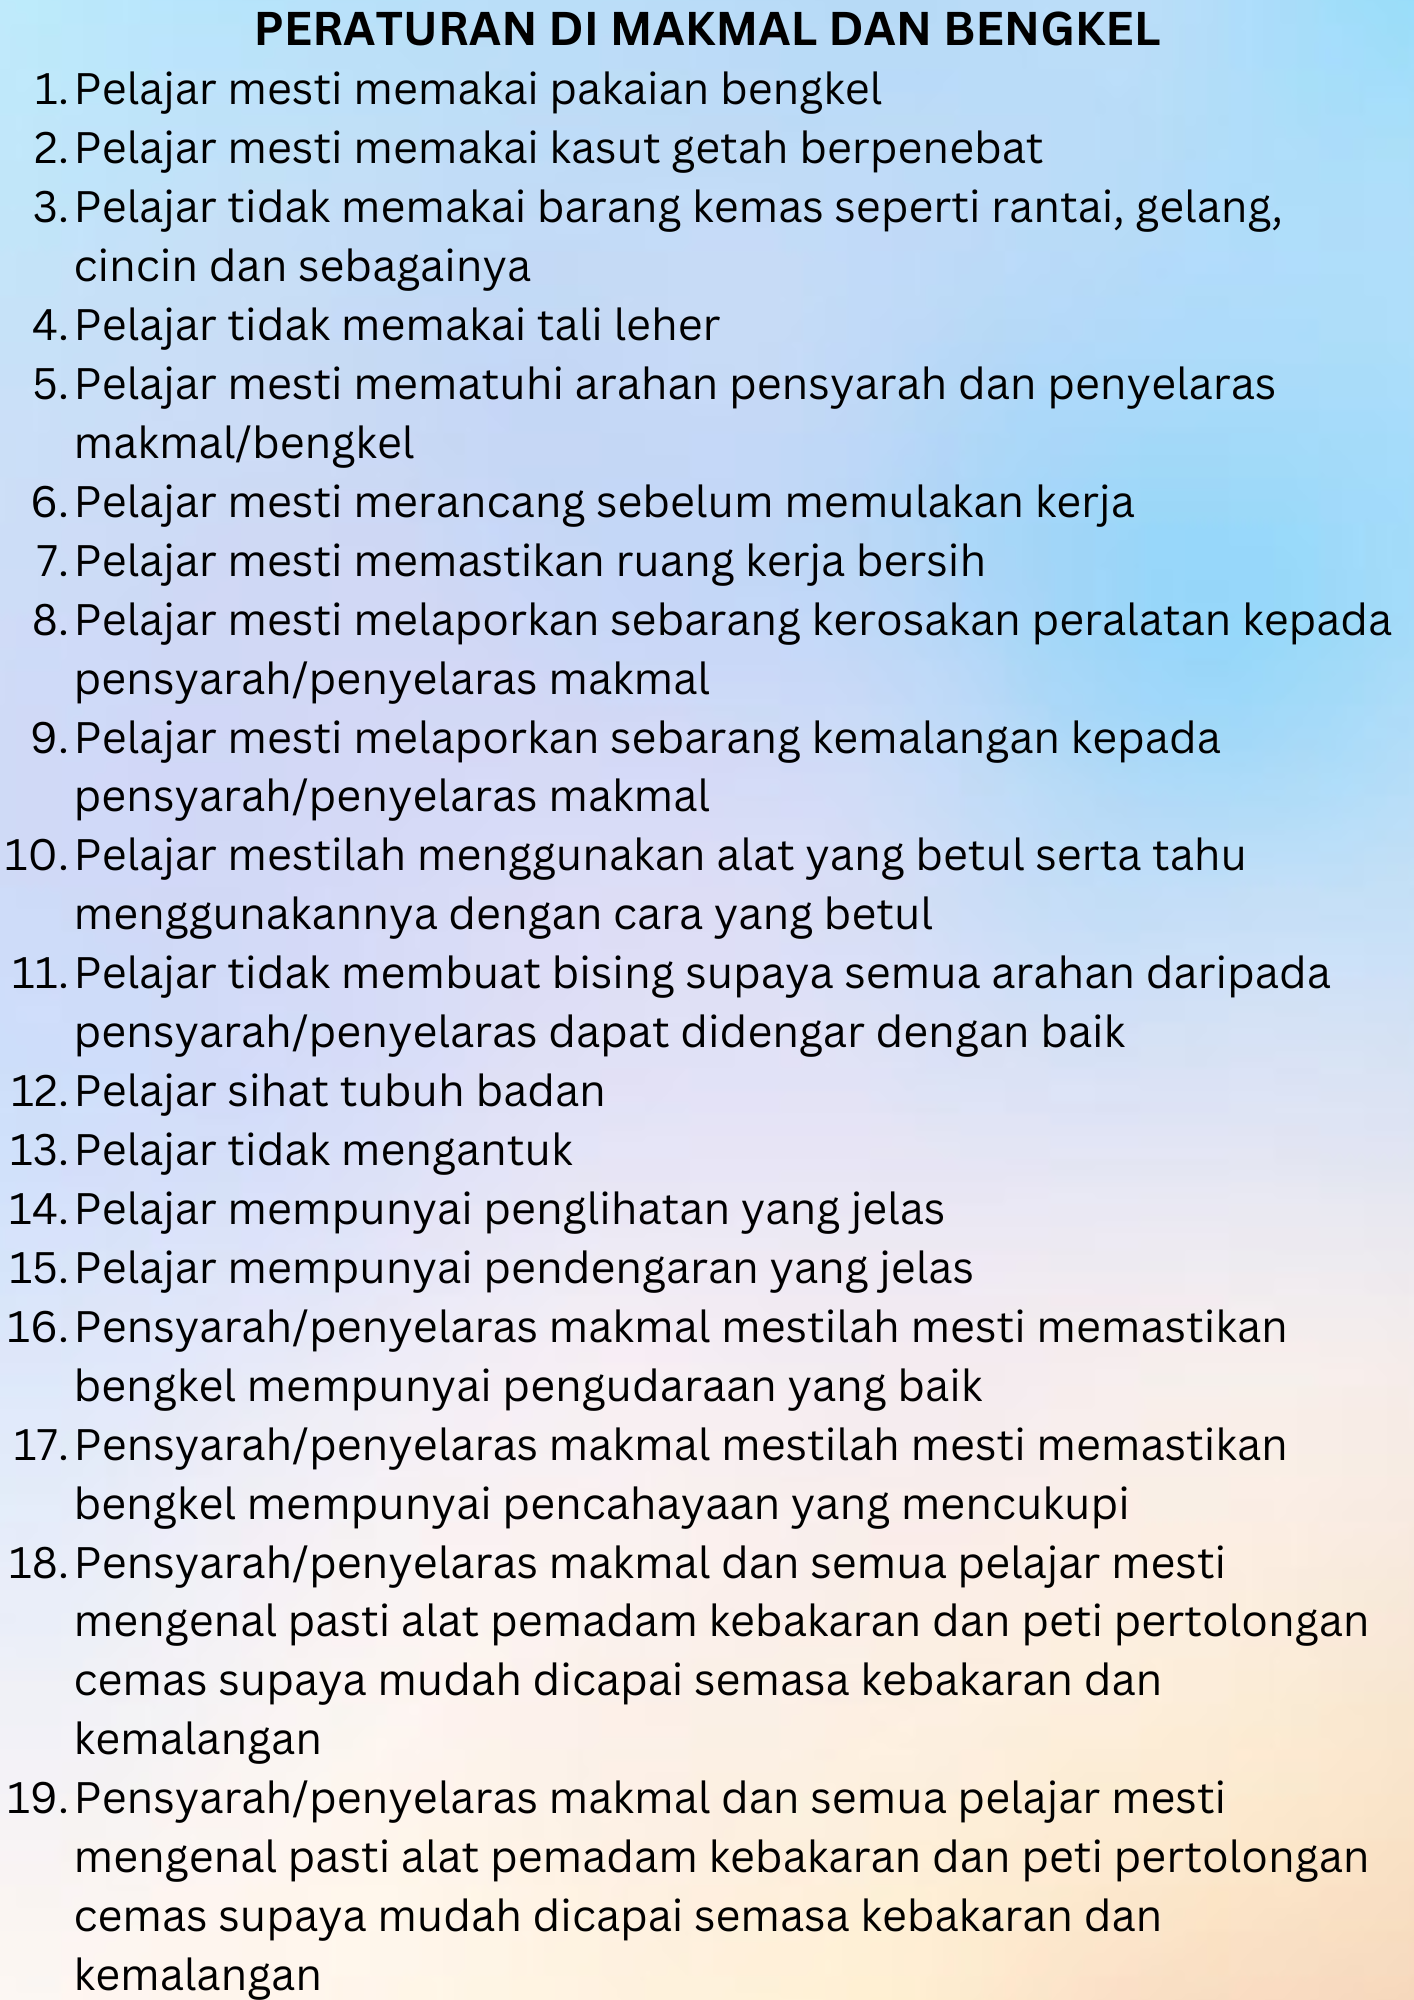 PERATURAN DI MAKMAL DAN BENGKEL
1. Pelajar mesti memakai pakaian bengkel
2. Pelajar mesti memakai kasut getah berpenebat
3. Pelajar tidak memakai barang kemas seperti rantai, gelang,
cincin dan sebagainya
4. Pelajar tidak memakai tali leher
5. Pelajar mesti mematuhi arahan pensyarah dan penyelaras
makmal/bengkel
6. Pelajar mesti merancang sebelum memulakan kerja
7. Pelajar mesti memastikan ruang kerja bersih
8. Pelajar mesti melaporkan sebarang kerosakan peralatan kepada
pensyarah/penyelaras makmal
9. Pelajar mesti melaporkan sebarang kemalangan kepada
pensyarah/penyelaras makmal
10. Pelajar mestilah menggunakan alat yang betul serta tahu
menggunakannya dengan cara yang betul
11. Pelajar tidak membuat bising supaya semua arahan daripada
pensyarah/penyelaras dapat didengar dengan baik
12. Pelajar sihat tubuh badan
13. Pelajar tidak mengantuk
14. Pelajar mempunyai penglihatan yang jelas
15. Pelajar mempunyai pendengaran yang jelas
16. Pensyarah/penyelaras makmal mestilah mesti memastikan
bengkel mempunyai pengudaraan yang baik
17. Pensyarah/penyelaras makmal mestilah mesti memastikan
bengkel mempunyai pencahayaan yang mencukupi
18. Pensyarah/penyelaras makmal dan semua pelajar mesti
mengenal pasti alat pemadam kebakaran dan peti pertolongan
cemas supaya mudah dicapai semasa kebakaran dan
kemalangan
19. Pensyarah/penyelaras makmal dan semua pelajar mesti
mengenal pasti alat pemadam kebakaran dan peti pertolongan
cemas supaya mudah dicapai semasa kebakaran dan
kemalangan